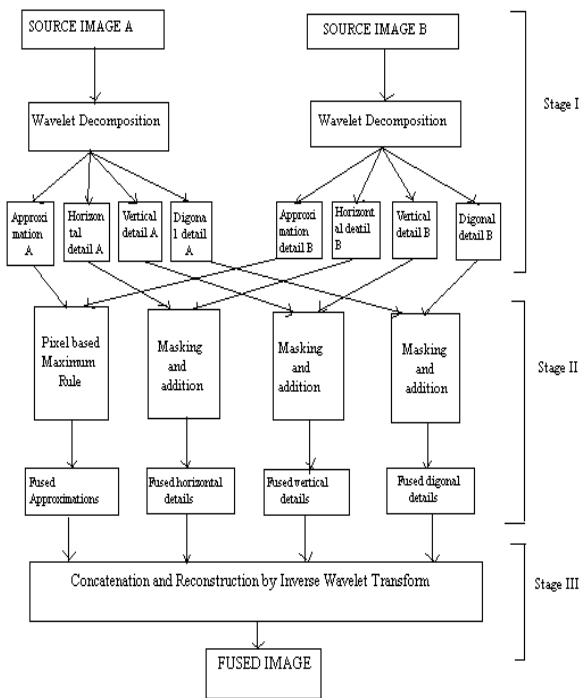 SOURCE IMAGE A
SOURCE IMAGE B
Stage I
Wavelet Decomposition
Wavelet Decomposition
Approx
imation
A
Horizon
tal
detail A
Vertical
detail A
Digona
l detail
A
Approxi
mation
detail B
Horizont
al deatil
B
Vertical
detail B
Digonal
detail B
Stage II
Pixel based
Maximum
Rule
Masking
and
addition
Masking
and
addition
Masking
and
addition
Fused
Approximations
Fused horizontal
details
Fused vertical
details
Fused digonal
details
Stage III
Concatenation and Reconstruction by Inverse Wavelet Transform
FUSED IMAGE